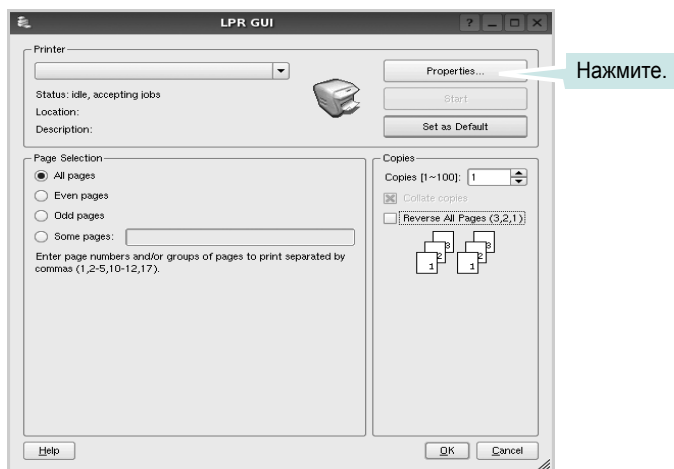 LPR GUI
Printer
Properties...
Нажмите.
Status: idle, accepting jobs
Start
Location:
Description:
Set as Default
Page Selection
All pages
Even pages
Odd pages
Some pages:
Enter page numbers and/or groups of pages to print separated by
commas (1,2-5,10-12,17).
Copies
Copies [1~100]: 1
Collate copies
Reverse All Pages (3,2,1)
3 3
2 2
1 1
Help
OK
Cancel